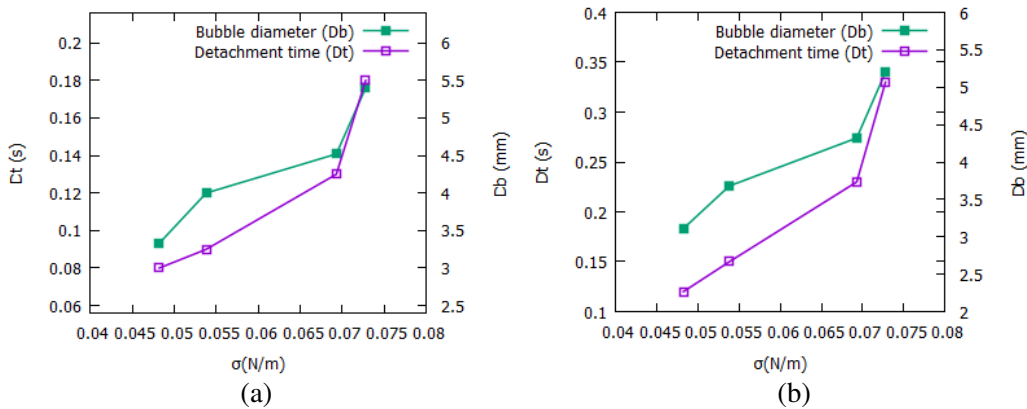 Bubble diameter (Db)
Detachment time (Dt)
0.2
0.18
0.16
0.14
0.12
0.1
0.08
0.06
Dt (s)
6
5.5
5
4.5
4
3.5
3
2.5
Db (mm)
0.04 0.045 0.05 0.055 0.06 0.065 0.07 0.075 0.08
σ(N/m)
(a)
Bubble diameter (Db)
Detachment time (Dt)
0.4
0.35
0.3
0.25
0.2
0.15
0.1
Dt (s)
6
5.5
5
4.5
4
3.5
3
2.5
2
Db (mm)
0.04 0.045 0.05 0.055 0.06 0.065 0.07 0.075 0.08
σ(N/m)
(b)